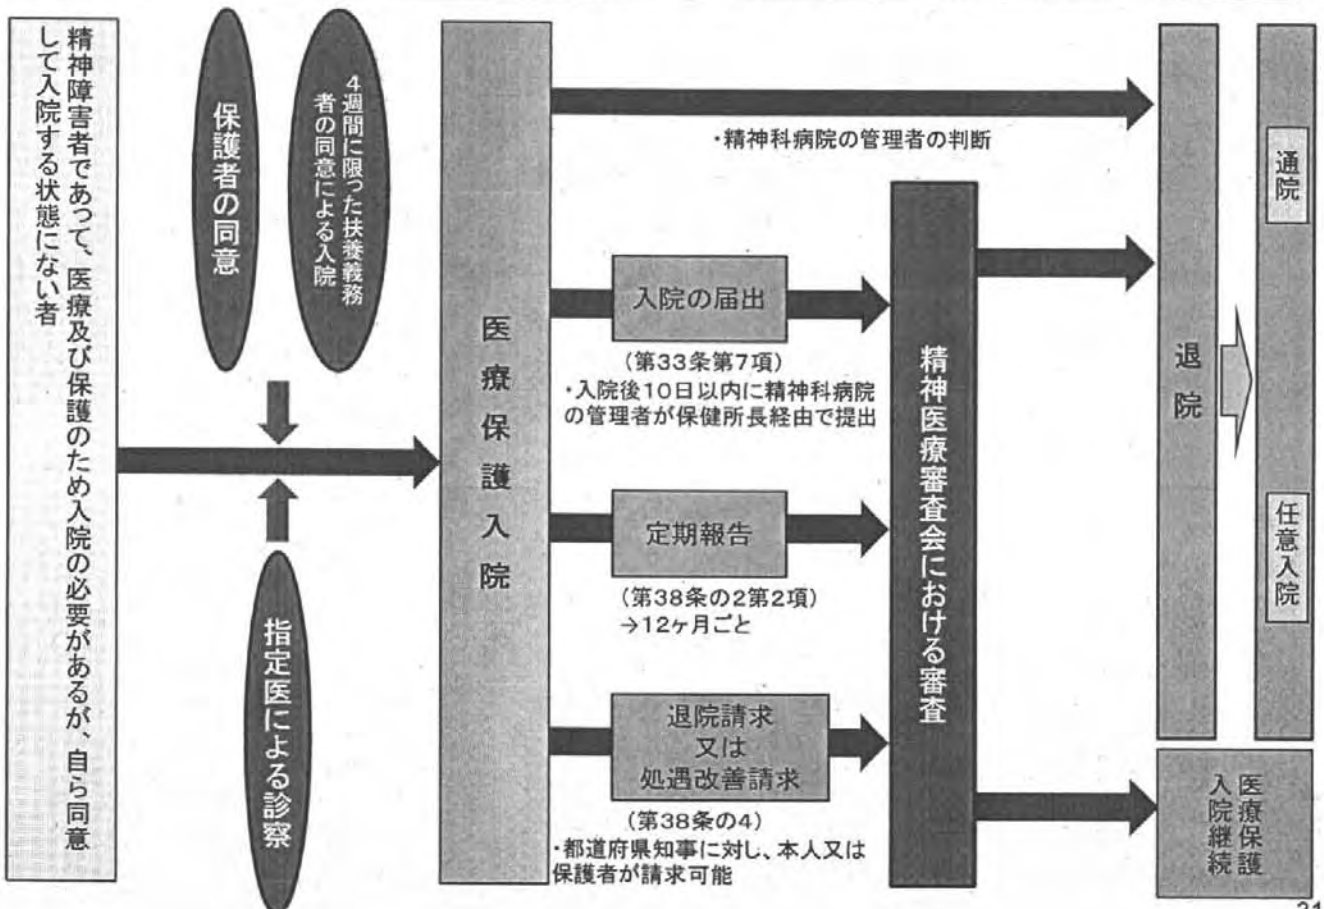 精神障害者であって、医療及び保護のため入院の必要があるが、自ら同意
して入院する状態にない者
保護者の同意
4週間に限った扶養義務
者の同意による入院
指定医による診察
医療保護入院
・精神科病院の管理者の判断
入院の届出
(第33条第7項)
・入院後10日以内に精神科病院
の管理者が保健所長経由で提出
定期報告
(第38条の2第2項)
→12ヶ月ごと
退院請求
又は
処遇改善請求
(第38条の4)
・都道府県知事に対し、本人又は
保護者が請求可能
精神医療審査会における審査
退院
通院
任意入院
医療保護
入院継続
31